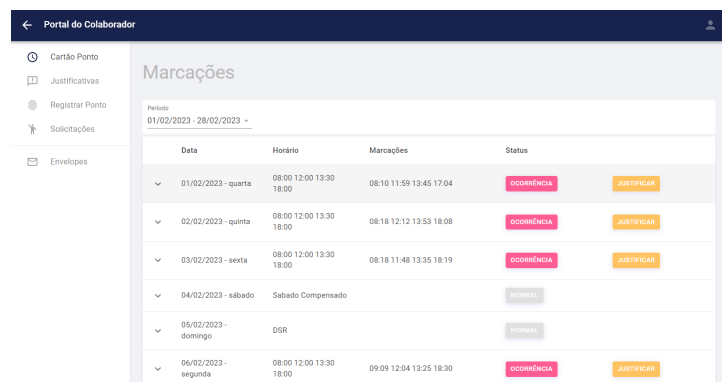 Portal do Colaborador
Cartão Ponto
Justificativas
Registrar Ponto
Solicitações
Envelopes
Marcações
Período
01/02/2023 - 28/02/2023
Data Horário Marcações Status
01/02/2023 - quarta 08:00 12:00 13:30 18:00 08:10 11:59 13:45 17:04 OCORRÊNCIA JUSTIFICAR
02/02/2023 - quinta 08:00 12:00 13:30 18:00 08:18 12:12 13:53 18:08 OCORRÊNCIA JUSTIFICAR
03/02/2023 - sexta 08:00 12:00 13:30 18:00 08:18 11:48 13:35 18:19 OCORRÊNCIA JUSTIFICAR
04/02/2023 - sábado Sabado Compensado NORMAL
05/02/2023 - domingo DSR NORMAL
06/02/2023 - segunda 08:00 12:00 13:30 18:00 09:09 12:04 13:25 18:30 OCORRÊNCIA JUSTIFICAR